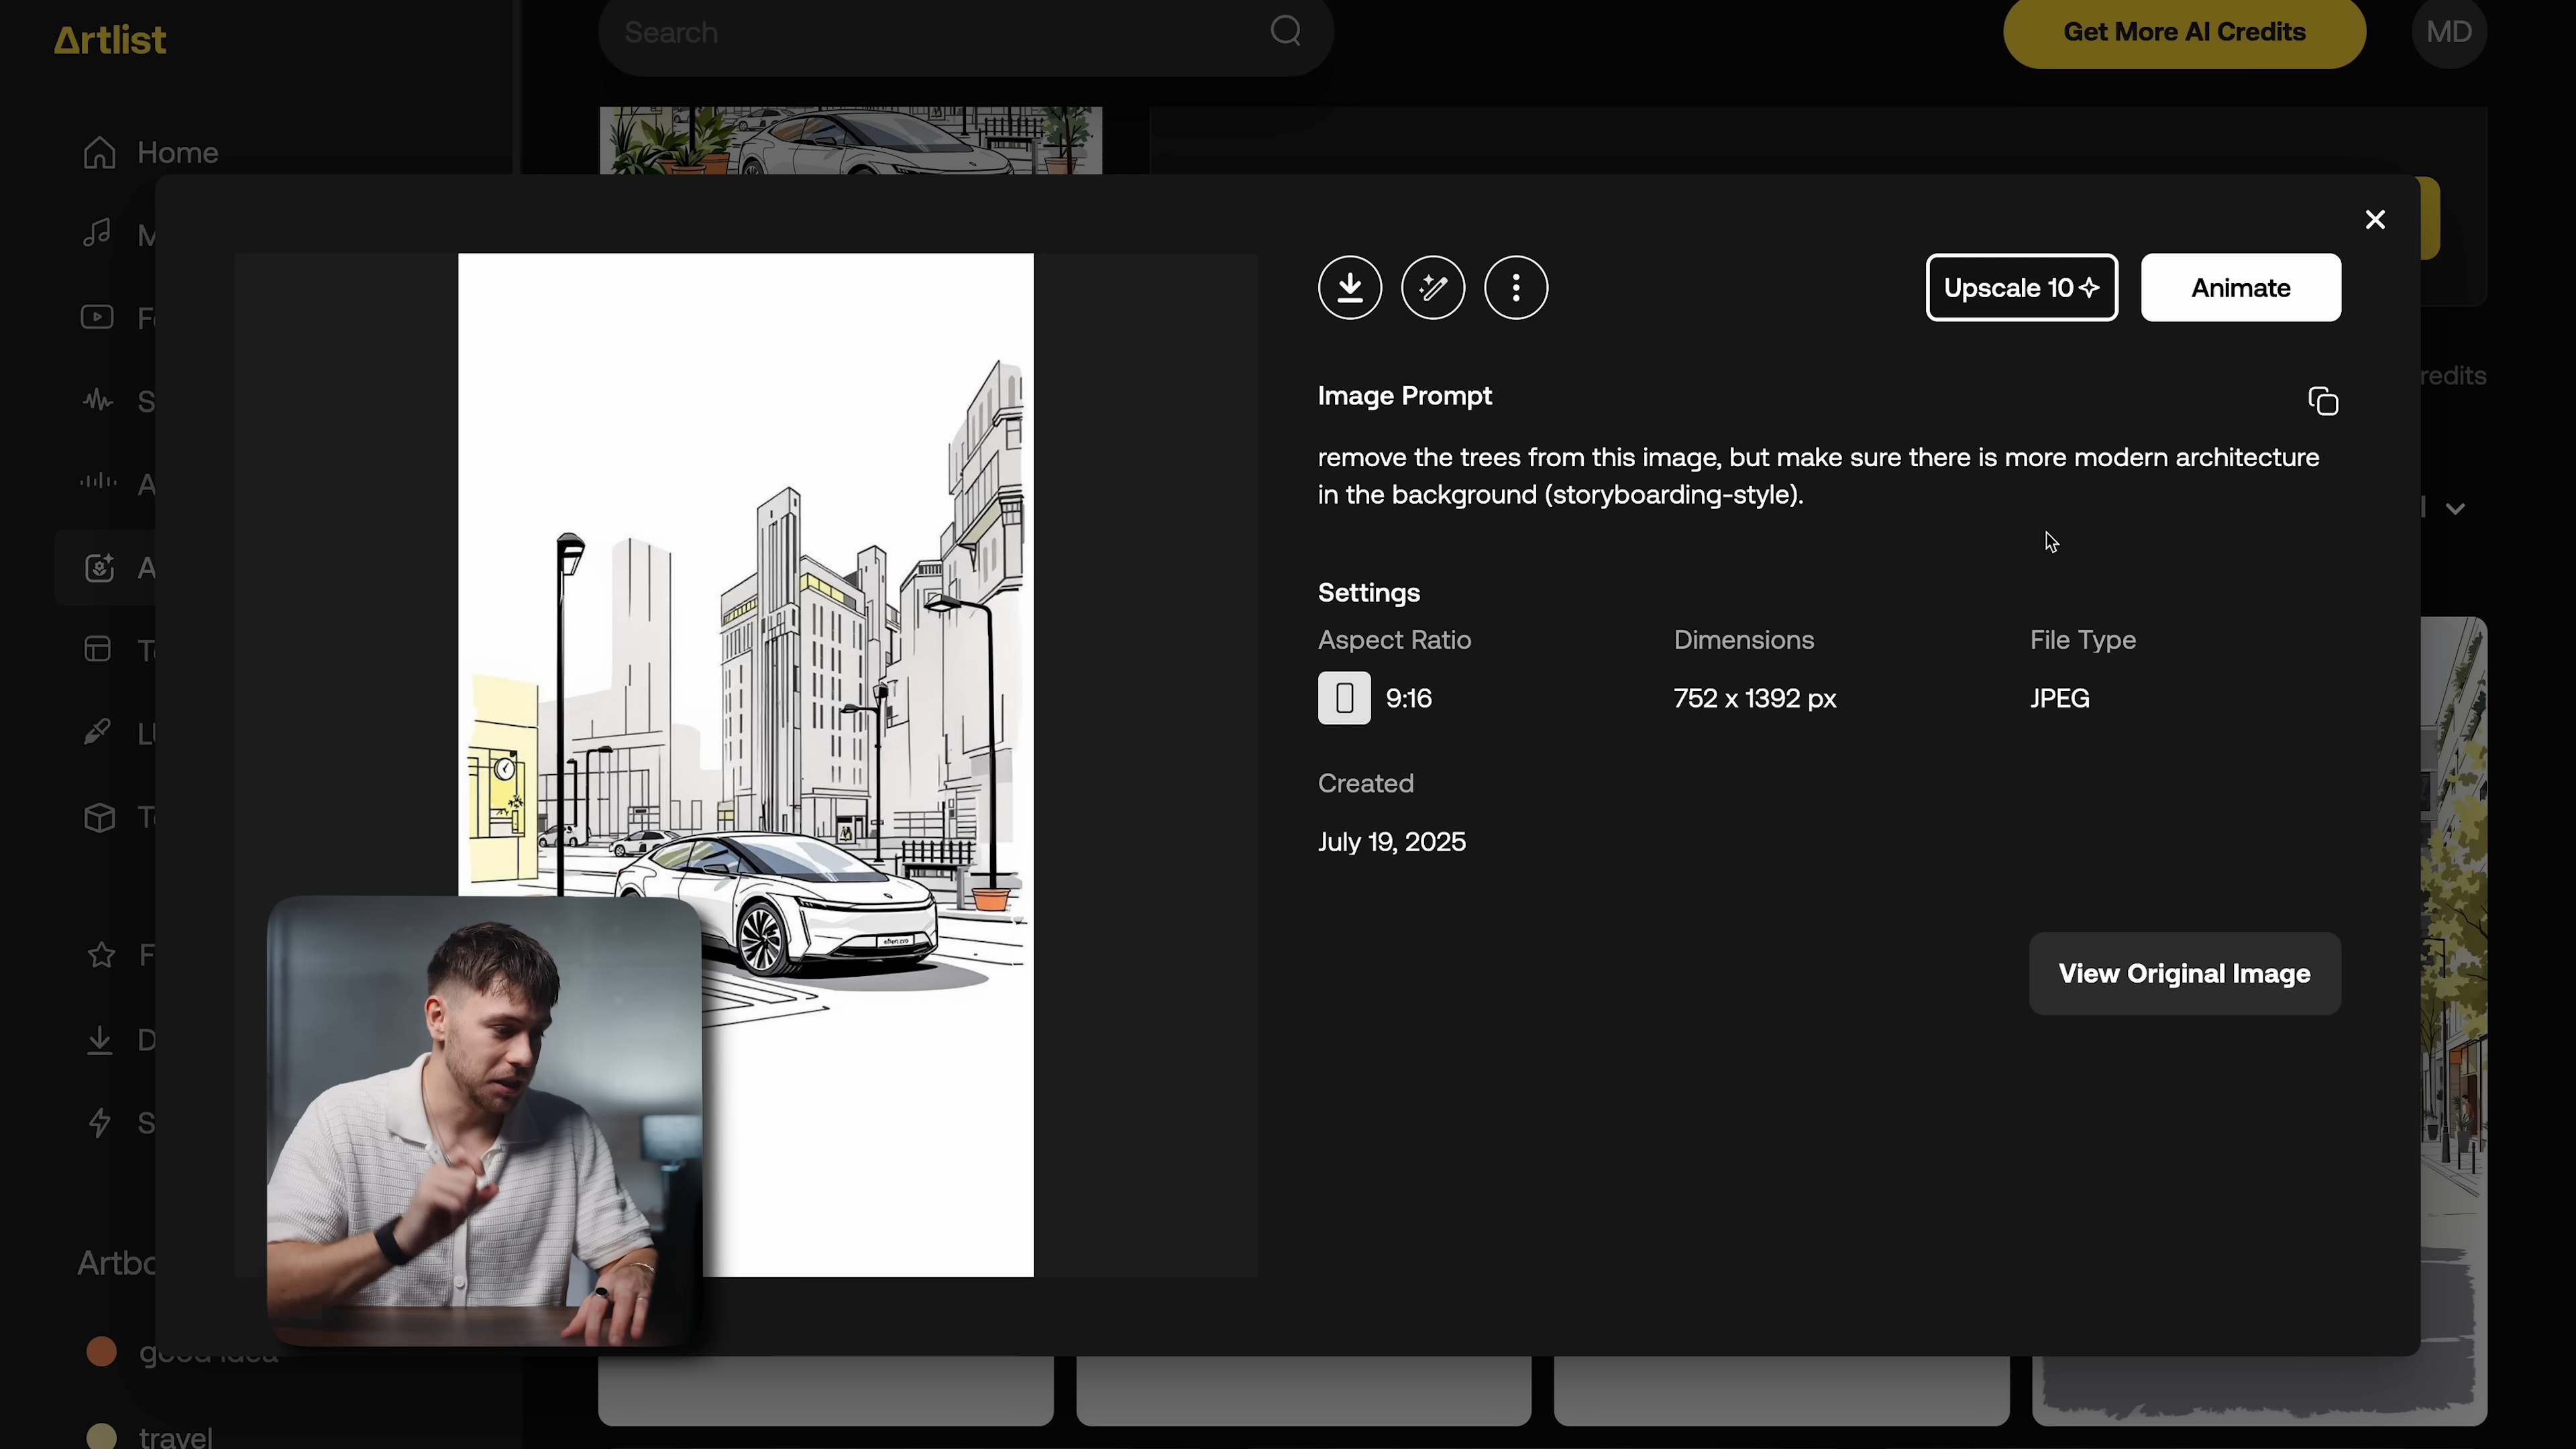 Artlist
Search
Get More AI Credits
MD
Home
Upscale 10
Animate
Image Prompt
remove the trees from this image, but make sure there is more modern architecture
in the background (storyboarding-style).
Settings
Aspect Ratio
Dimensions
File Type
9:16
752 x 1392 px
JPEG
Created
July 19, 2025
View Original Image
good idea
travel